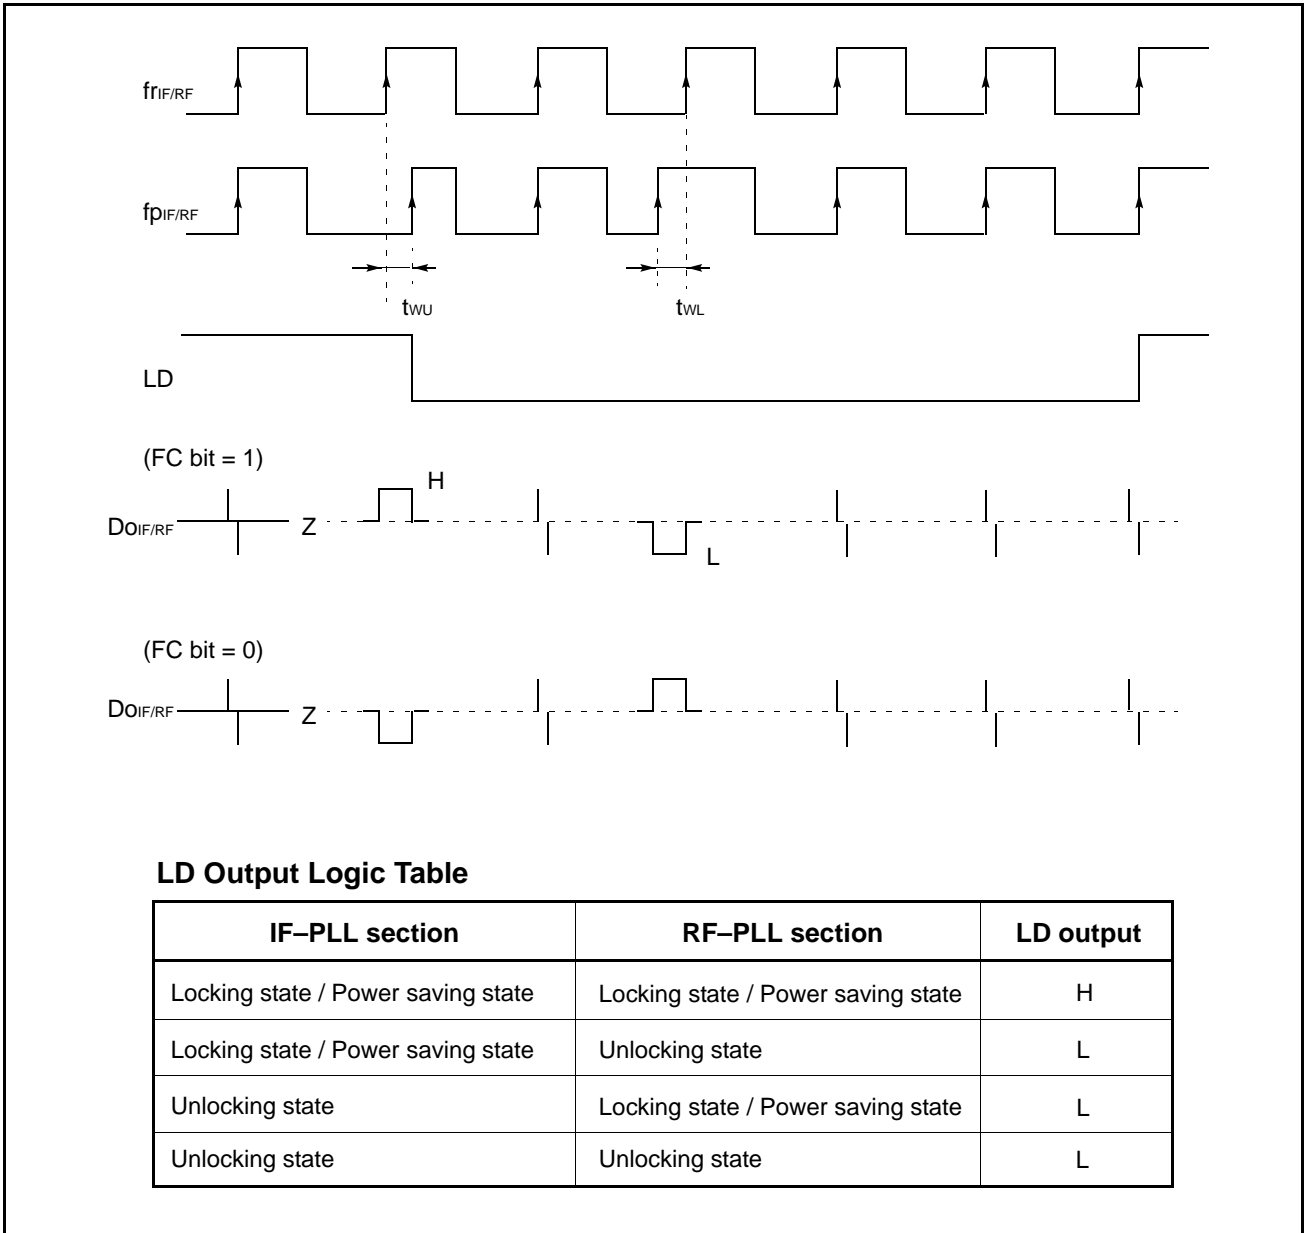 frIF/RF
fpIF/RF
tWU
tWL
LD
(FC bit = 1)
H
DoIF/RF
Z
L
(FC bit = 0)
DoIF/RF
Z
LD Output Logic Table
IF–PLL section RF–PLL section LD output
Locking state / Power saving state Locking state / Power saving state H
Locking state / Power saving state Unlocking state L
Unlocking state Locking state / Power saving state L
Unlocking state Unlocking state L